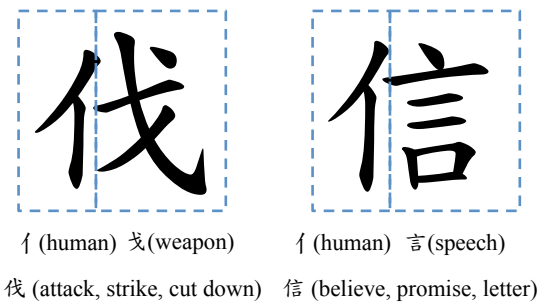 伐 信
亻(human) 戈(weapon) 亻(human) 言(speech)
伐 (attack, strike, cut down) 信 (believe, promise, letter)